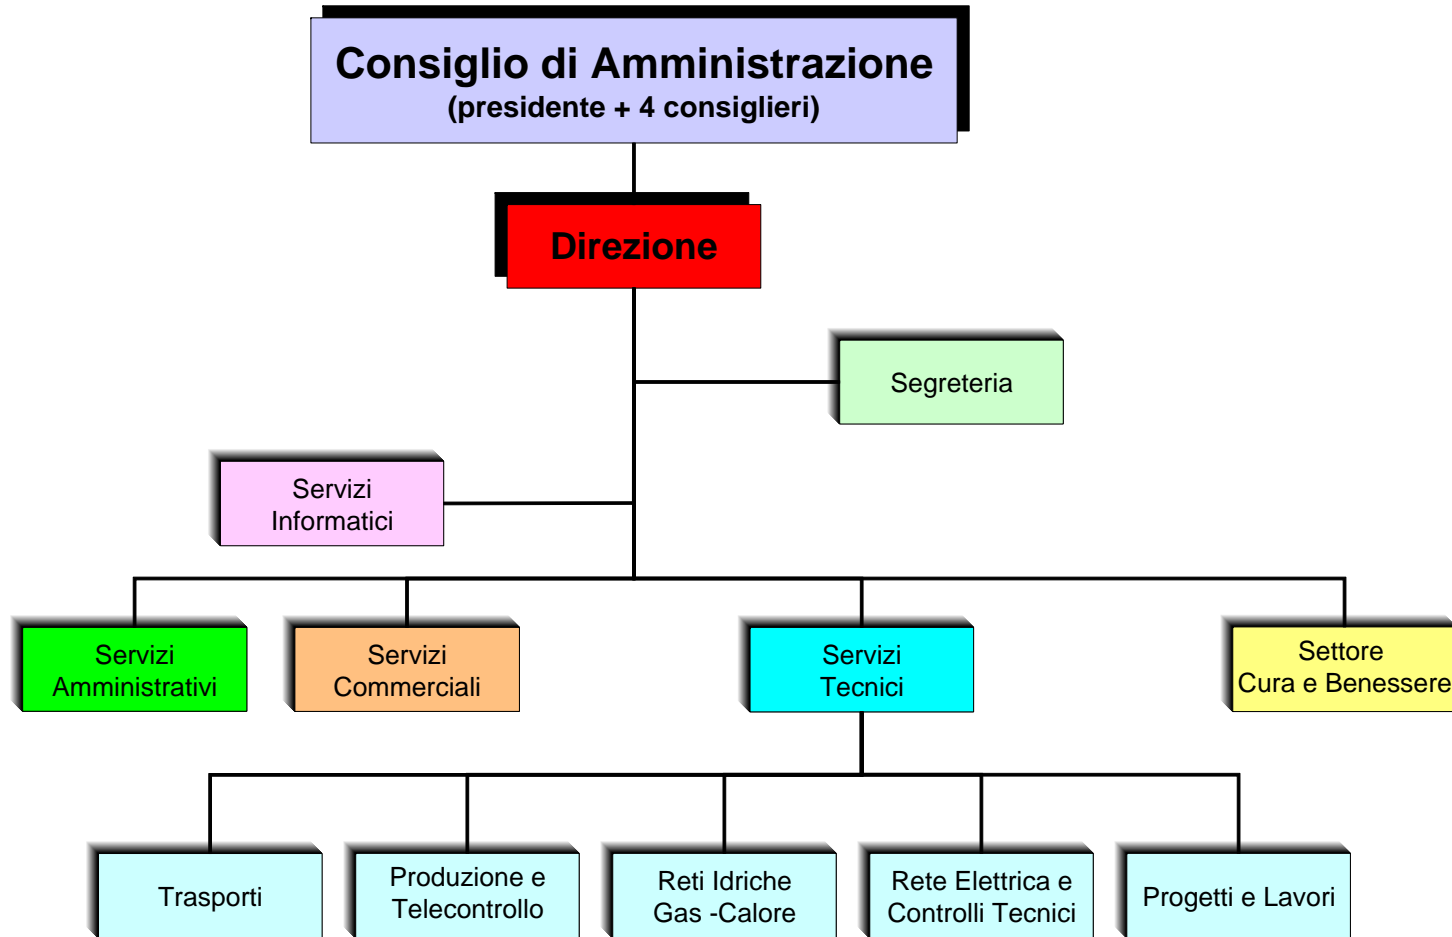 Consiglio di Amministrazione
(presidente + 4 consiglieri)
Direzione
Segreteria
Servizi
Informatici
Servizi
Amministrativi
Servizi
Commerciali
Servizi
Tecnici
Settore
Cura e Benessere
Trasporti
Produzione e
Telecontrollo
Reti Idriche
Gas -Calore
Rete Elettrica e
Controlli Tecnici
Progetti e Lavori